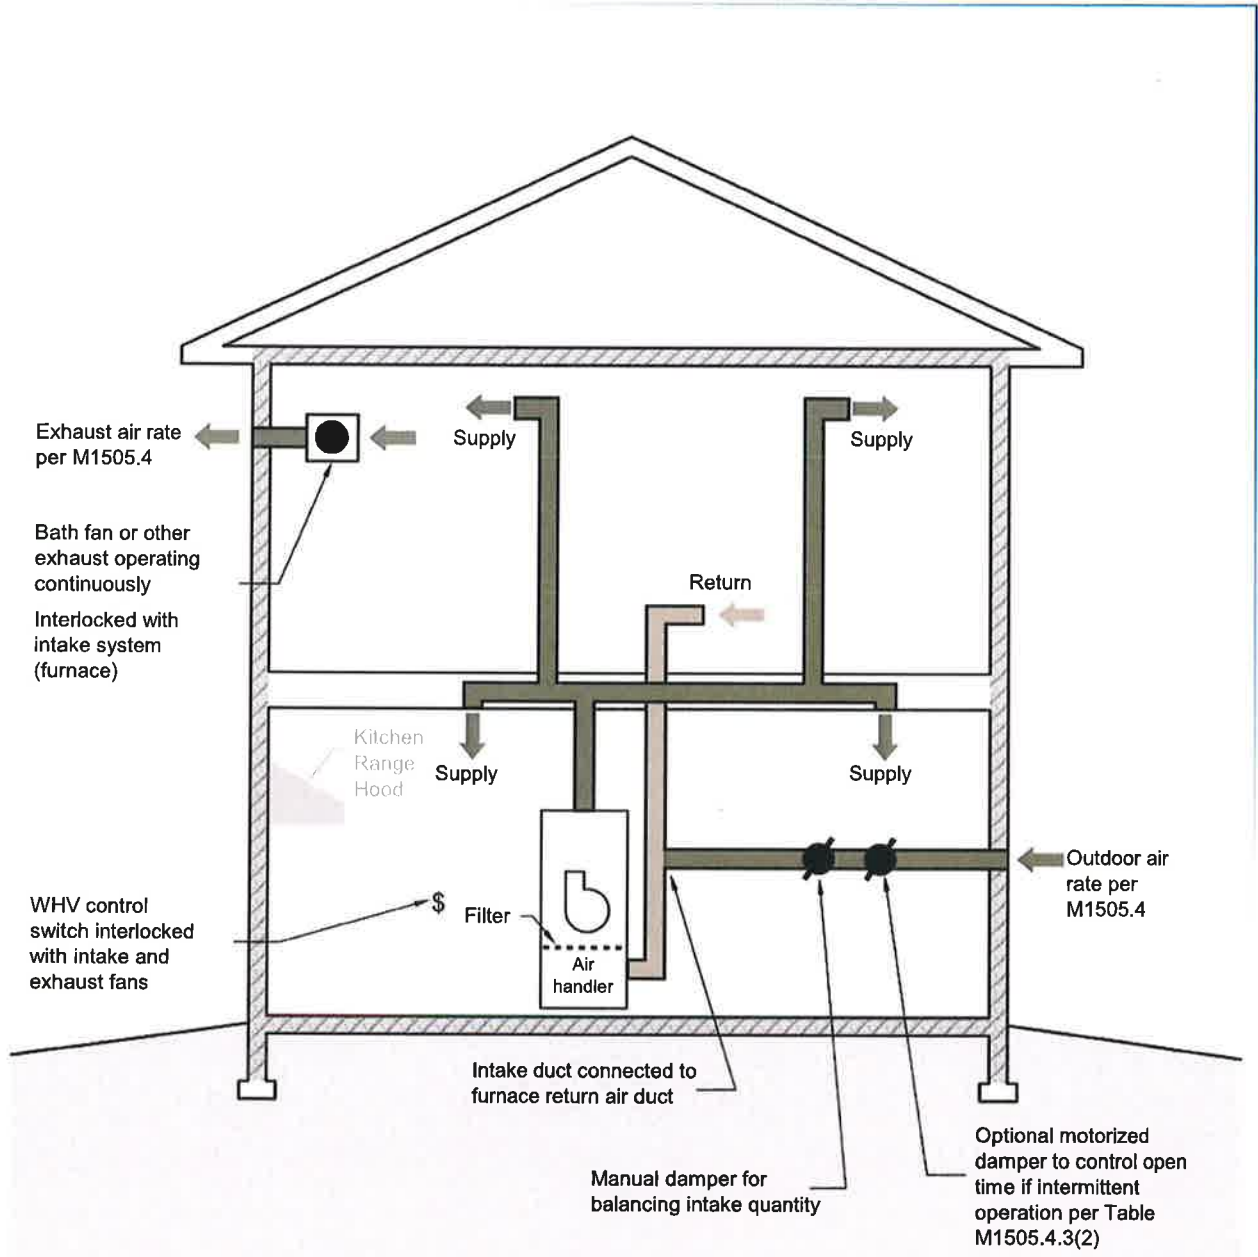 Exhaust air rate
per M1505.4
Supply
Supply
Bath fan or other
exhaust operating
continuously
Interlocked with
intake system
(furnace)
Return
Kitchen
Range
Hood
Supply
Supply
Outdoor air
rate per
M1505.4
WHV control
switch interlocked
with intake and
exhaust fans
$
Filter
Air
handler
Intake duct connected to
furnace return air duct
Manual damper for
balancing intake quantity
Optional motorized
damper to control open
time if intermittent
operation per Table
M1505.4.3(2)